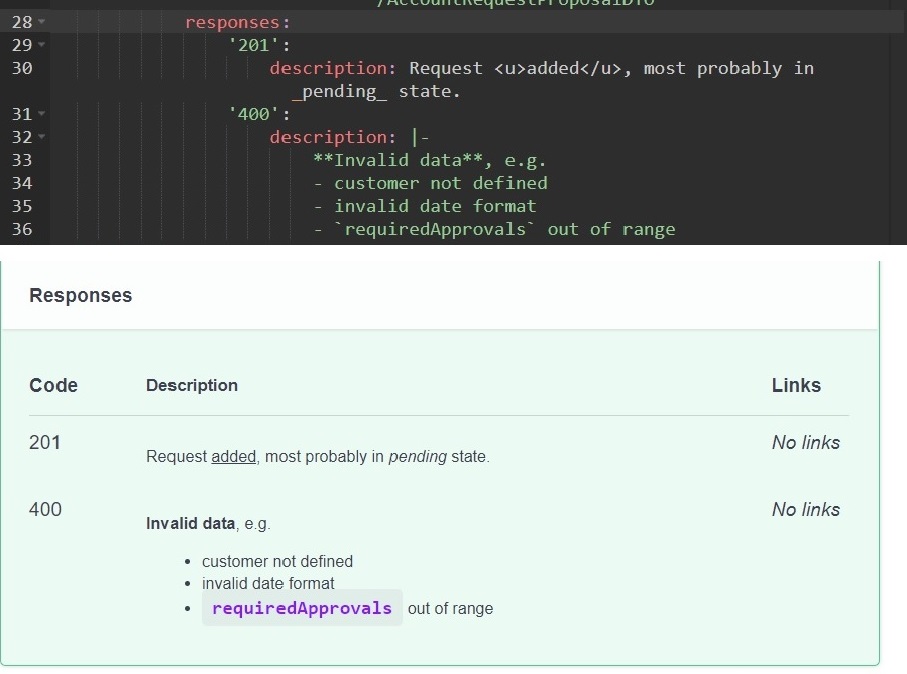 /AccountRequestProposalDTO
28 responses:
29 '201':
30 description: Request <u>added</u>, most probably in
_pending_ state.
31 '400':
32 description: |-
33 **Invalid data**, e.g.
34 - customer not defined
35 - invalid date format
36 - `requiredApprovals` out of range
Responses
Code Description Links
201 Request added, most probably in pending state. No links
400 Invalid data, e.g. No links
• customer not defined
• invalid date format
• requiredApprovals out of range